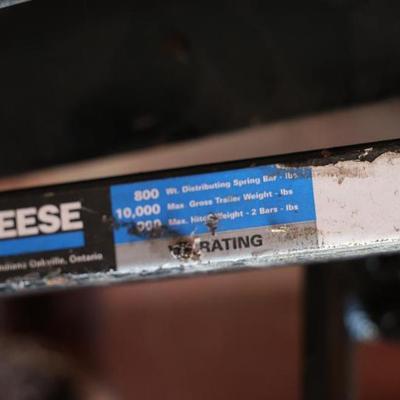 EESE
Oakville, Ontario
800 Wt. Distributing Spring Bar - lbs
10,000 Max Gross Trailer Weight - lbs
Max. Hitch Weight - 2 Bars - lbs
RATING